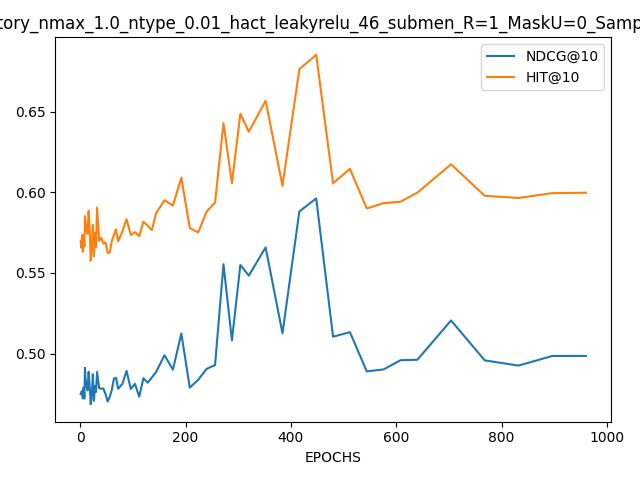 tory_nmax_1.0_ntype_0.01_hact_leakyrelu_46_submen_R=1_MaskU=0_Samp
NDCG@10
HIT@10
0.65
0.60
0.55
0.50
0 200 400 600 800 1000
EPOCHS